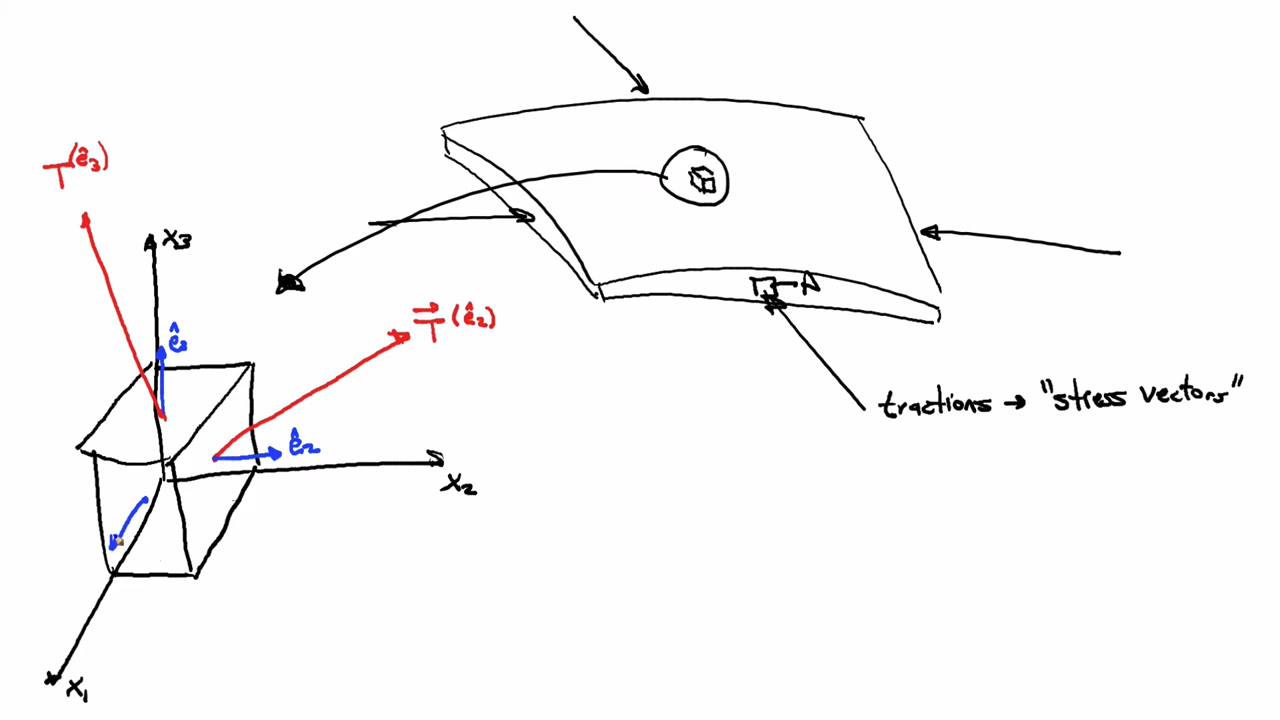 T(ê3)
x3
T⃗(ê2)
ê3
A
tractions → "stress vectors"
ê2
x2
x1